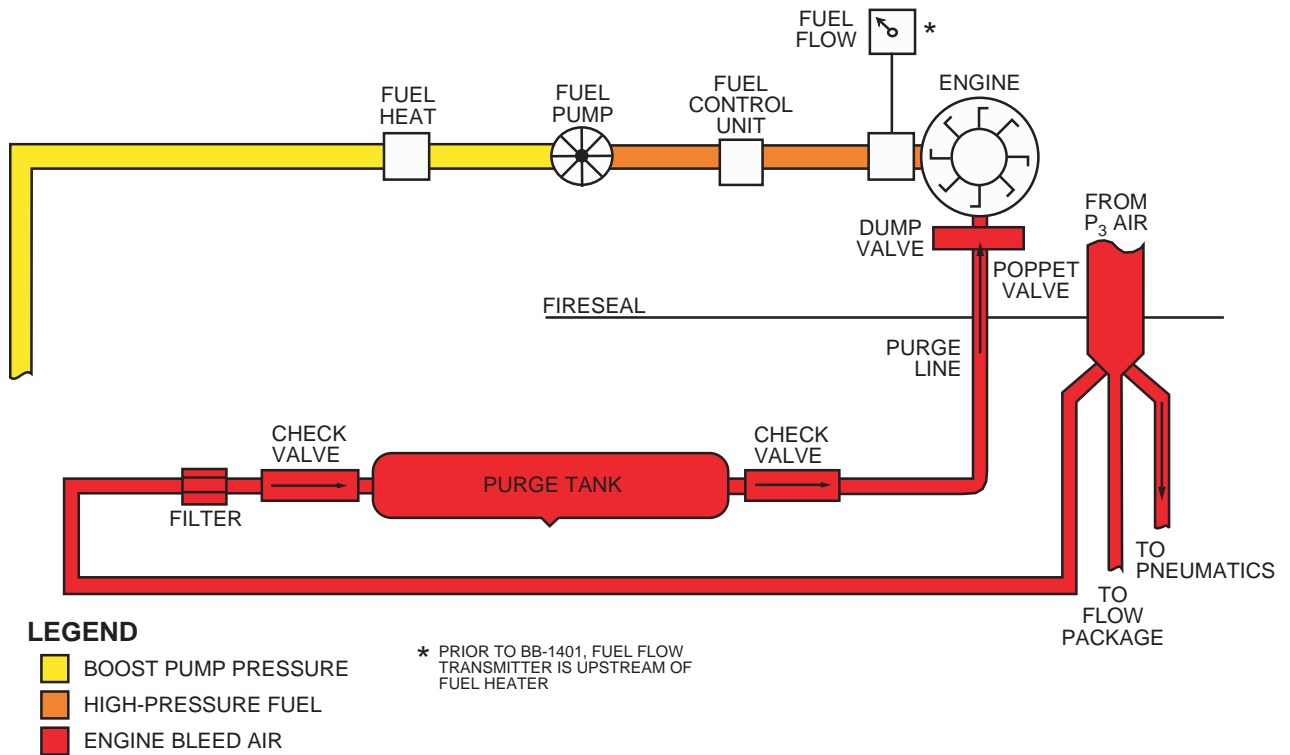 FUEL
FLOW
*
FUEL
HEAT
FUEL
PUMP
FUEL
CONTROL
UNIT
ENGINE
DUMP
VALVE
FROM
P₃ AIR
POPPET
VALVE
FIRESEAL
PURGE
LINE
CHECK
VALVE
PURGE TANK
CHECK
VALVE
FILTER
TO
PNEUMATICS
TO
FLOW
PACKAGE
LEGEND
BOOST PUMP PRESSURE
HIGH-PRESSURE FUEL
ENGINE BLEED AIR
* PRIOR TO BB-1401, FUEL FLOW
TRANSMITTER IS UPSTREAM OF
FUEL HEATER